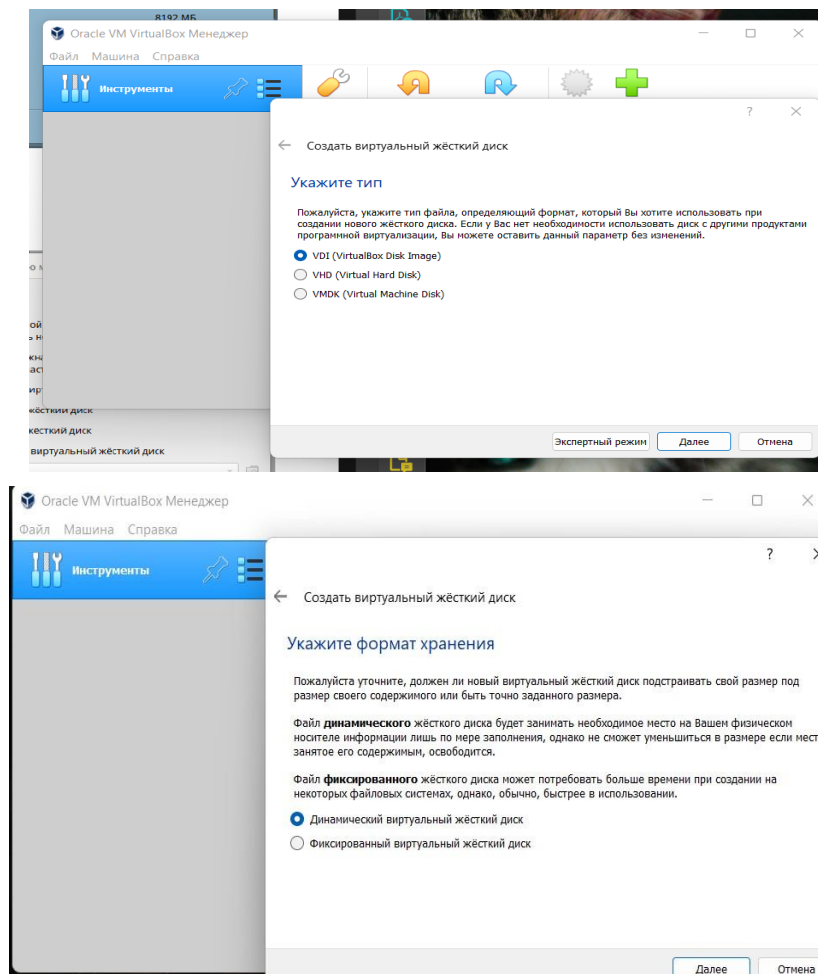 8192 МБ
Oracle VM VirtualBox Менеджер
Файл Машина Справка
Инструменты
?
Создать виртуальный жёсткий диск
Укажите тип
Пожалуйста, укажите тип файла, определяющий формат, который Вы хотите использовать при
создании нового жёсткого диска. Если у Вас нет необходимости использовать диск с другими продуктами
программной виртуализации, Вы можете оставить данный параметр без изменений.
VDI (VirtualBox Disk Image)
VHD (Virtual Hard Disk)
VMDK (Virtual Machine Disk)
жёсткий диск
жесткий диск
виртуальный жёсткий диск
Экспертный режим Далее Отмена
Oracle VM VirtualBox Менеджер
Файл Машина Справка
Инструменты
?
Создать виртуальный жёсткий диск
Укажите формат хранения
Пожалуйста уточните, должен ли новый виртуальный жёсткий диск подстраивать свой размер под
размер своего содержимого или быть точно заданного размера.
Файл динамического жёсткого диска будет занимать необходимое место на Вашем физическом
носителе информации лишь по мере заполнения, однако не сможет уменьшиться в размере если мест
занятое его содержимым, освободится.
Файл фиксированного жёсткого диска может потребовать больше времени при создании на
некоторых файловых системах, однако, обычно, быстрее в использовании.
Динамический виртуальный жёсткий диск
Фиксированный виртуальный жёсткий диск
Далее Отмена